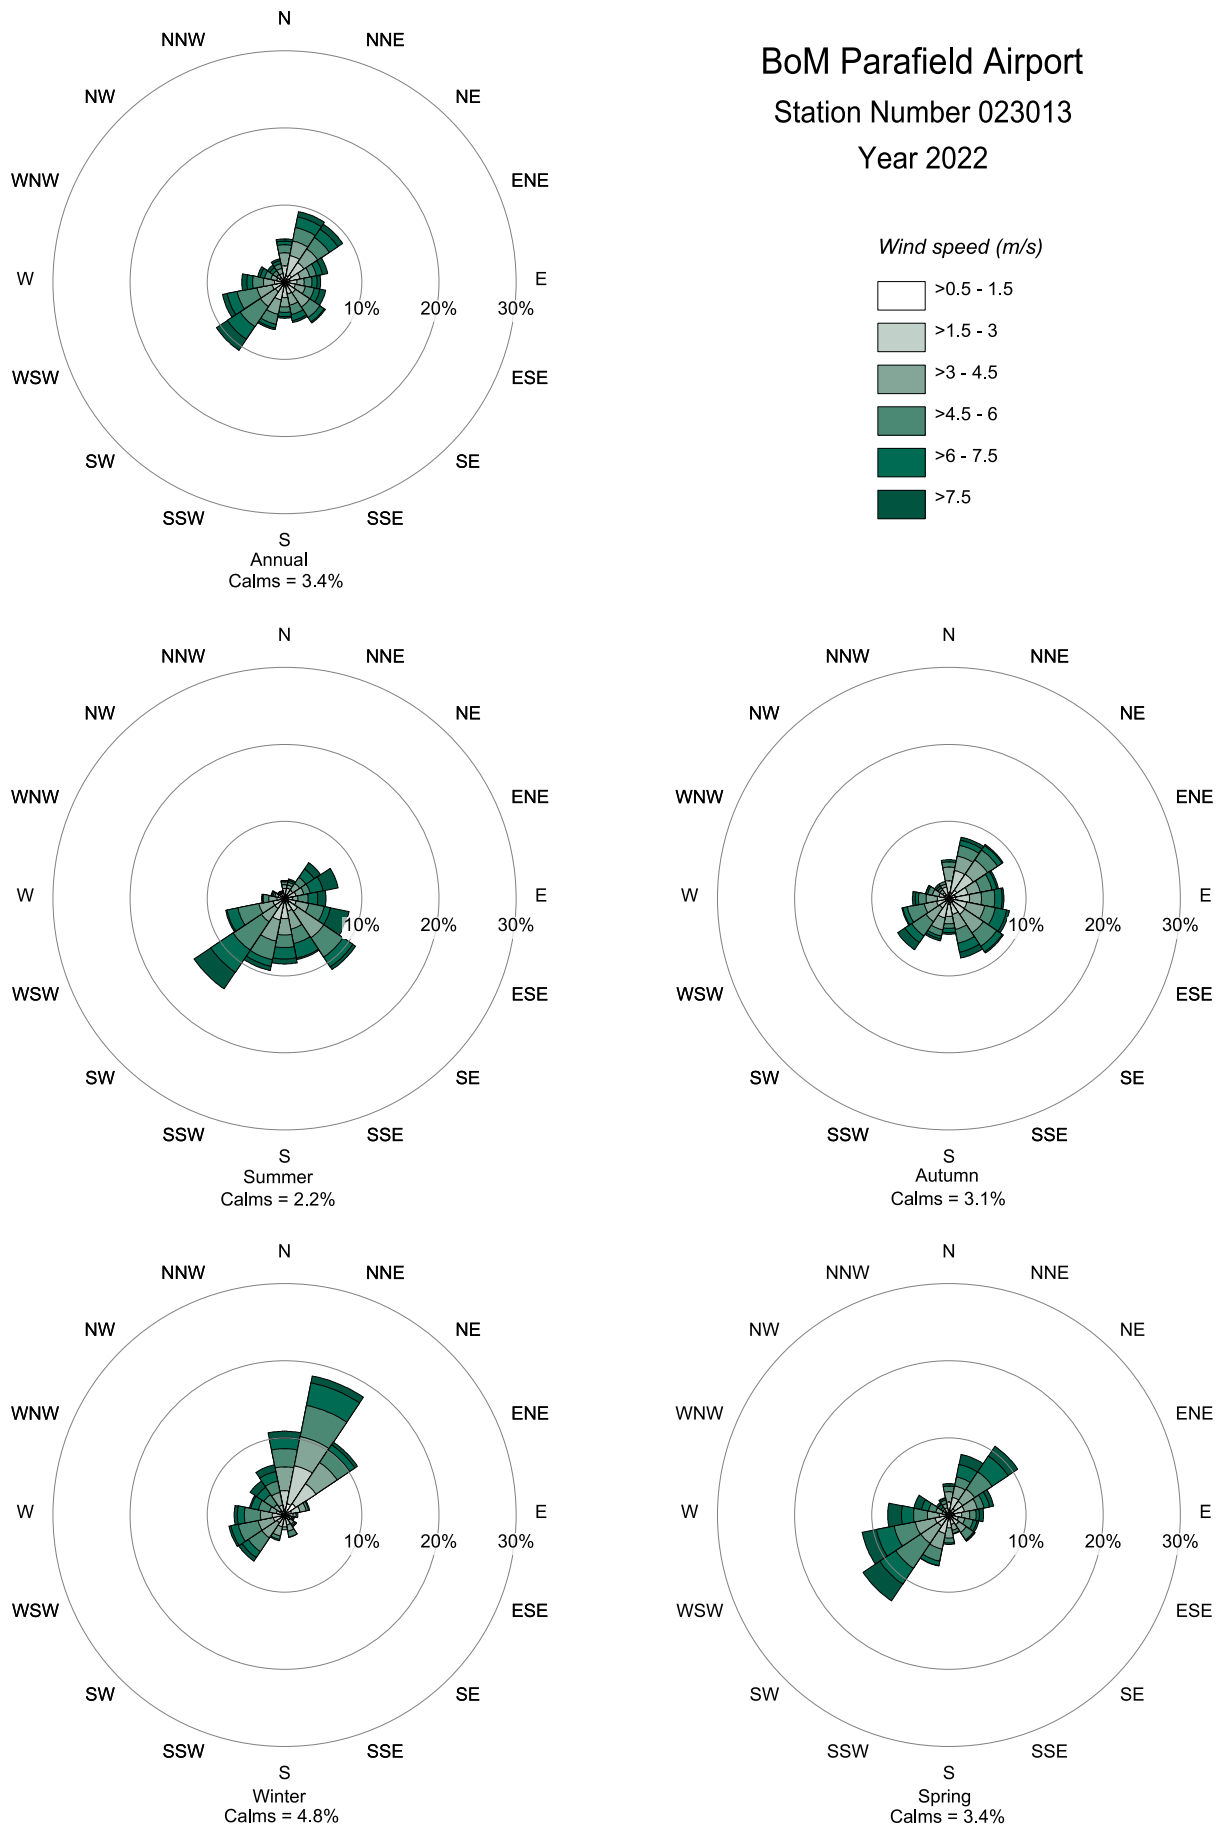 N
NNW
NNE
NW
NE
WNW
ENE
W
E
10%
20%
30%
WSW
ESE
SW
SE
SSW
SSE
S
Annual
Calms = 3.4%
BoM Parafield Airport
Station Number 023013
Year 2022
Wind speed (m/s)
>0.5 - 1.5
>1.5 - 3
>3 - 4.5
>4.5 - 6
>6 - 7.5
>7.5
N
NNW
NNE
NW
NE
WNW
ENE
W
E
10%
20%
30%
WSW
ESE
SW
SE
SSW
SSE
S
Summer
Calms = 2.2%
N
NNW
NNE
NW
NE
WNW
ENE
W
E
10%
20%
30%
WSW
ESE
SW
SE
SSW
SSE
S
Autumn
Calms = 3.1%
N
NNW
NNE
NW
NE
WNW
ENE
W
E
10%
20%
30%
WSW
ESE
SW
SE
SSW
SSE
S
Winter
Calms = 4.8%
N
NNW
NNE
NW
NE
WNW
ENE
W
E
10%
20%
30%
WSW
ESE
SW
SE
SSW
SSE
S
Spring
Calms = 3.4%